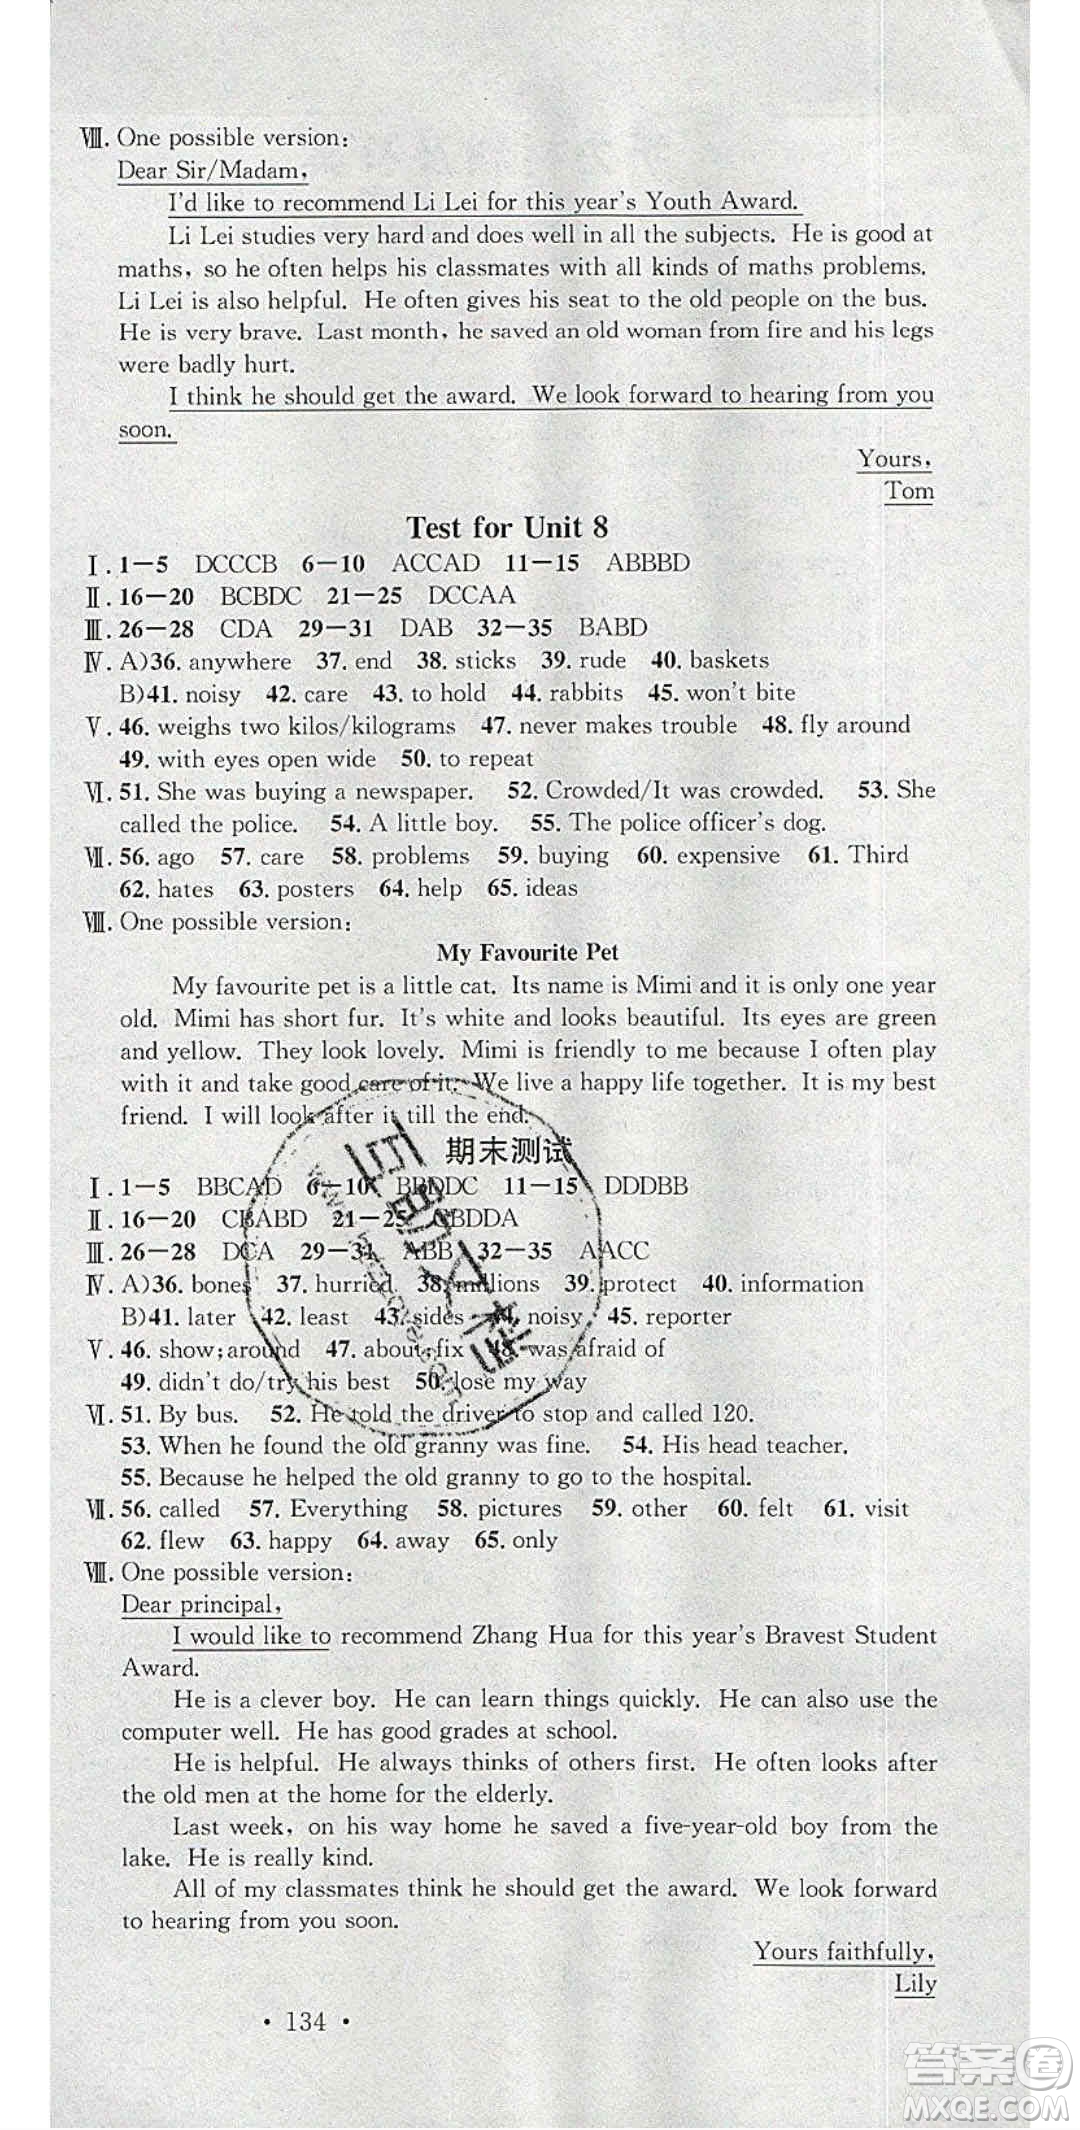 Ⅷ. One possible version:
Dear Sir/Madam,
I'd like to recommend Li Lei for this year's Youth Award.
Li Lei studies very hard and does well in all the subjects. He is good at
maths, so he often helps his classmates with all kinds of maths problems.
Li Lei is also helpful. He often gives his seat to the old people on the bus.
He is very brave. Last month, he saved an old woman from fire and his legs
were badly hurt.
I think he should get the award. We look forward to hearing from you
soon.
Yours,
Tom
Test for Unit 8
Ⅰ. 1—5 DCCCB 6—10 ACCAD 11—15 ABBBD
Ⅱ. 16—20 BCBDC 21—25 DCCAA
Ⅲ. 26—28 CDA 29—31 DAB 32—35 BABD
Ⅳ. A)36. anywhere 37. end 38. sticks 39. rude 40. baskets
B)41. noisy 42. care 43. to hold 44. rabbits 45. won't bite
Ⅴ. 46. weighs two kilos/kilograms 47. never makes trouble 48. fly around
49. with eyes open wide 50. to repeat
Ⅵ. 51. She was buying a newspaper. 52. Crowded/It was crowded. 53. She
called the police. 54. A little boy. 55. The police officer's dog.
Ⅶ. 56. ago 57. care 58. problems 59. buying 60. expensive 61. Third
62. hates 63. posters 64. help 65. ideas
Ⅷ. One possible version:
My Favourite Pet
My favourite pet is a little cat. Its name is Mimi and it is only one year
old. Mimi has short fur. It's white and looks beautiful. Its eyes are green
and yellow. They look lovely. Mimi is friendly to me because I often play
with it and take good care of it. We live a happy life together. It is my best
friend. I will look after it till the end.
期末测试
Ⅰ. 1—5 BBCAD 6—10 BBDDC 11—15 DDDBB
Ⅱ. 16—20 CBABD 21—25 CBDDA
Ⅲ. 26—28 DCA 29—31 ABB 32—35 AACC
Ⅳ. A)36. bones 37. hurried 38. millions 39. protect 40. information
B)41. later 42. least 43. sides 44. noisy 45. reporter
Ⅴ. 46. show;around 47. about;fix 48. was afraid of
49. didn't do/try his best 50. lose my way
Ⅵ. 51. By bus. 52. He told the driver to stop and called 120.
53. When he found the old granny was fine. 54. His head teacher.
55. Because he helped the old granny to go to the hospital.
Ⅶ. 56. called 57. Everything 58. pictures 59. other 60. felt 61. visit
62. flew 63. happy 64. away 65. only
Ⅷ. One possible version:
Dear principal,
I would like to recommend Zhang Hua for this year's Bravest Student
Award.
He is a clever boy. He can learn things quickly. He can also use the
computer well. He has good grades at school.
He is helpful. He always thinks of others first. He often looks after
the old men at the home for the elderly.
Last week, on his way home he saved a five-year-old boy from the
lake. He is really kind.
All of my classmates think he should get the award. We look forward
to hearing from you soon.
Yours faithfully,
Lily
· 134 ·
答案圈
MXQE.COM